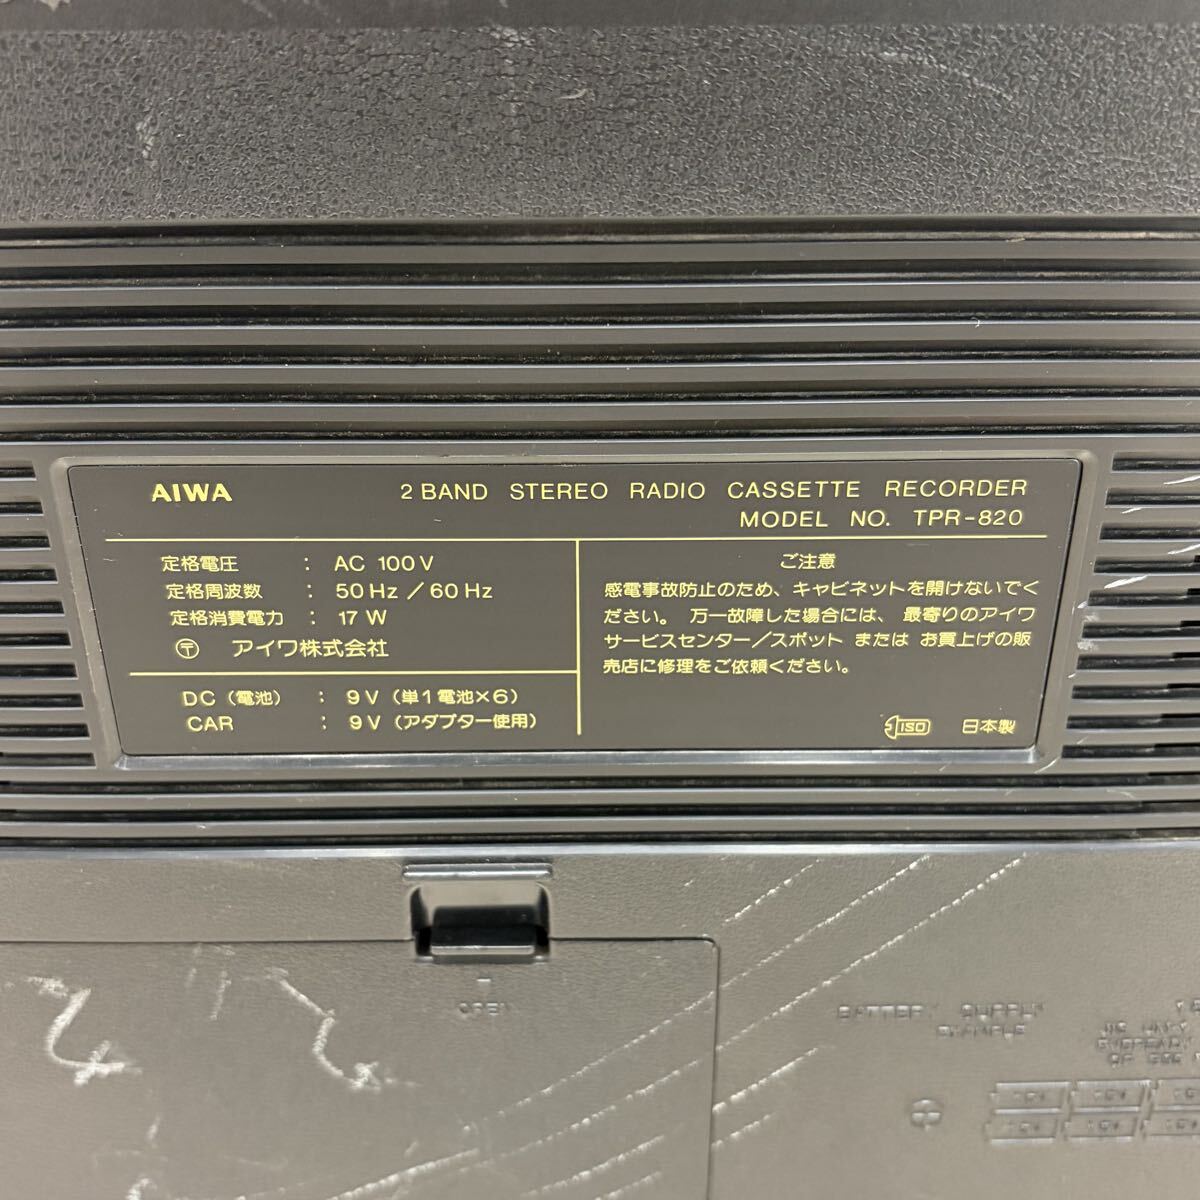 AIWA
2 BAND STEREO RADIO CASSETTE RECORDER
MODEL NO. TPR-820
定格電圧 : AC 100V
定格周波数 : 50Hz/60Hz
定格消費電力 : 17W
〶 アイワ株式会社
DC(電池) : 9V(単1電池×6)
CAR : 9V(アダプター使用)
ご注意
感電事故防止のため、キャビネットを開けないでく
ださい。万一故障した場合には、最寄りのアイワ
サービスセンター/スポット または お買上げの販
売店に修理をご依頼ください。
ISO 日本製
OPEN
BATTERY SUPPLY
EXAMPLE